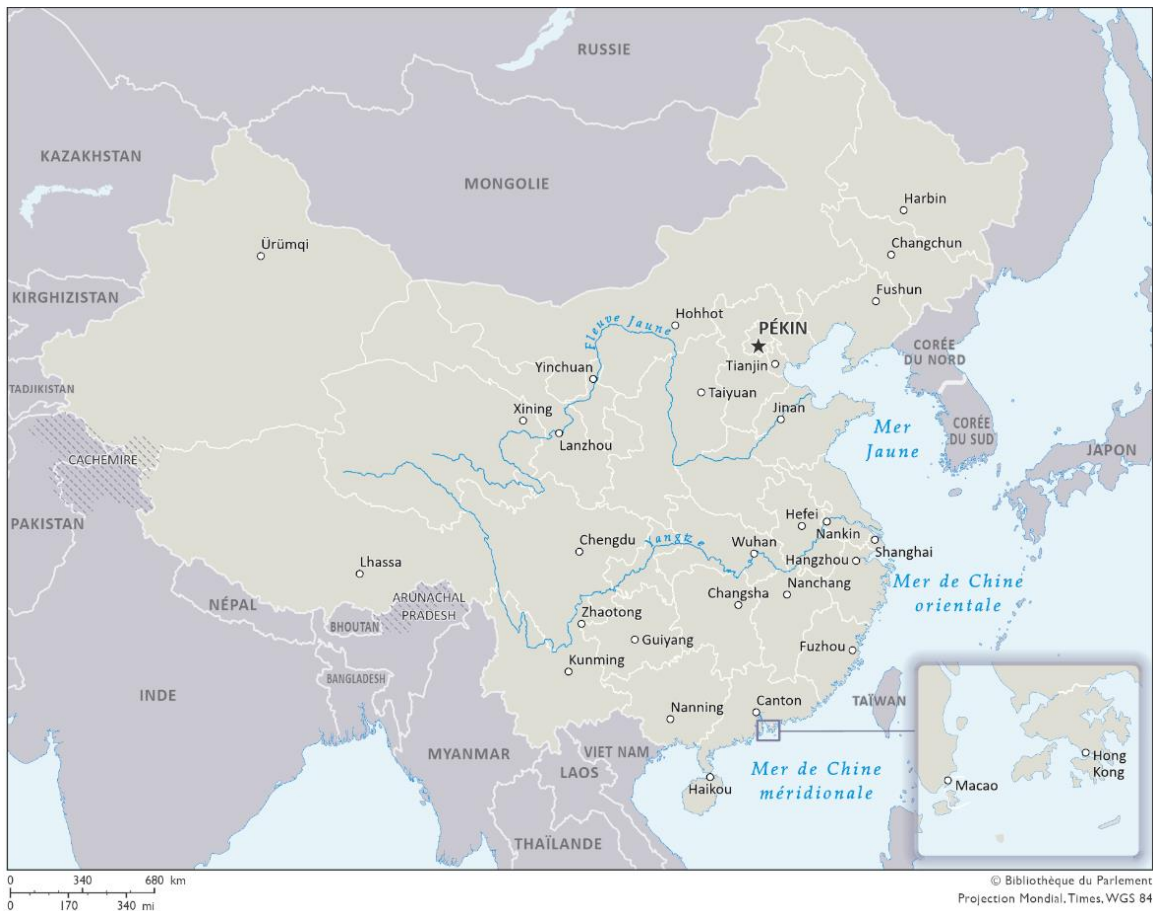 RUSSIE
KAZAKHSTAN
MONGOLIE
Harbin
Ürümqi
Changchun
KIRGHIZISTAN
Fushun
Hohhot
Fleuve Jaune
PÉKIN
CORÉE
DU NORD
Tianjin
Yinchuan
TADJIKISTAN
Taiyuan
Xining
Jinan
Lanzhou
Mer
Jaune
CORÉE
DU SUD
JAPON
CACHEMIRE
PAKISTAN
Hefei
Nankin
Chengdu
Yangtze
Wuhan
Shanghai
Hangzhou
Lhassa
Nanchang
Mer de Chine
orientale
ARUNACHAL
PRADESH
Changsha
NÉPAL
Zhaotong
BHOUTAN
Guiyang
Fuzhou
Kunming
BANGLADESH
INDE
Nanning
Canton
TAÏWAN
MYANMAR
VIET NAM
LAOS
Mer de Chine
méridionale
Haikou
Hong
Kong
Macao
THAÏLANDE
0 340 680 km
0 170 340 mi
© Bibliothèque du Parlement
Projection Mondial, Times, WGS 84